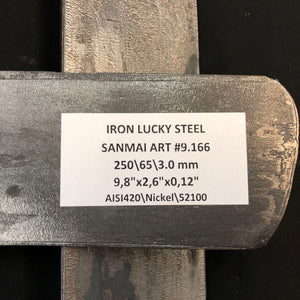 IRON LUCKY STEEL
SANMAI ART #9.166
250\65\3.0 mm
9,8"x2,6"x0,12"
AISI420\Nickel\52100